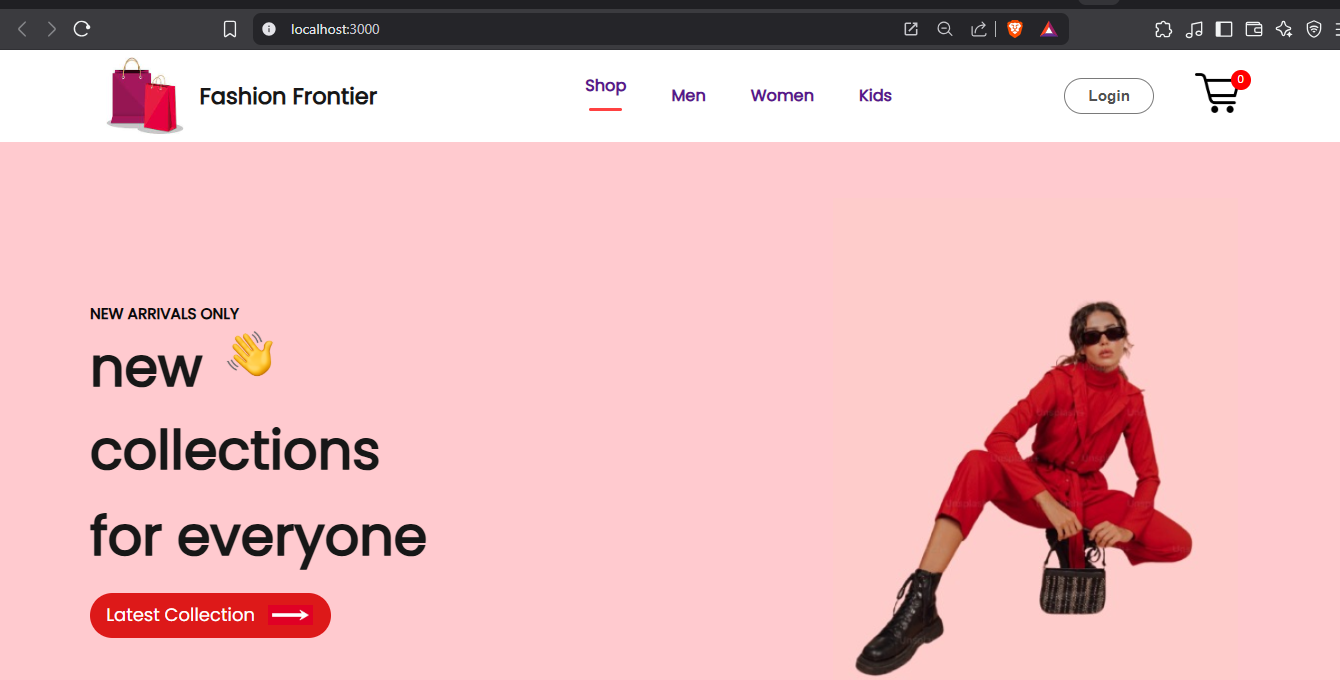 localhost:3000
Fashion Frontier
Shop
Men
Women
Kids
Login
0
NEW ARRIVALS ONLY
new
collections
for everyone
Latest Collection